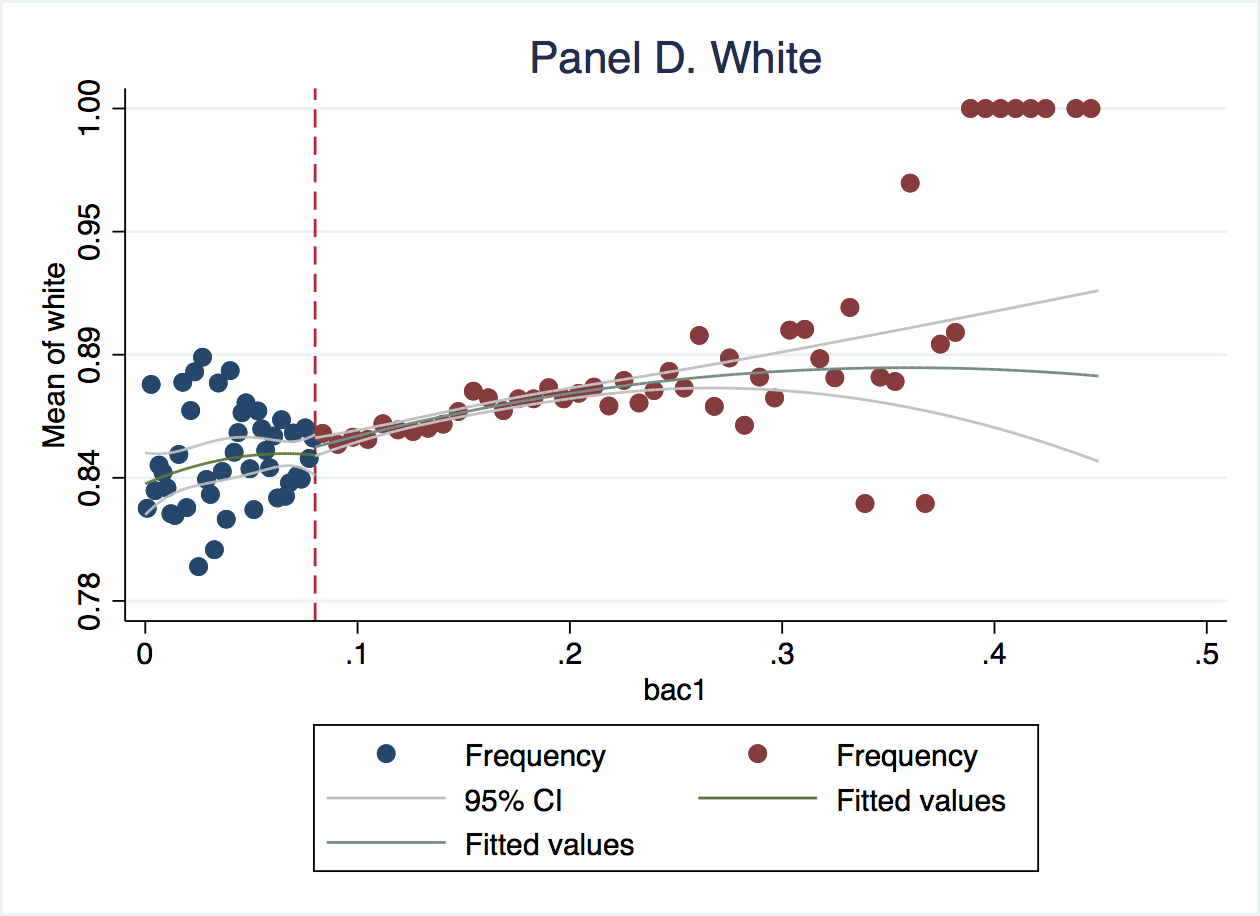 Panel D. White
Mean of white
1.00
0.95
0.89
0.84
0.78
0 .1 .2 .3 .4 .5
bac1
Frequency Frequency
95% CI Fitted values
Fitted values